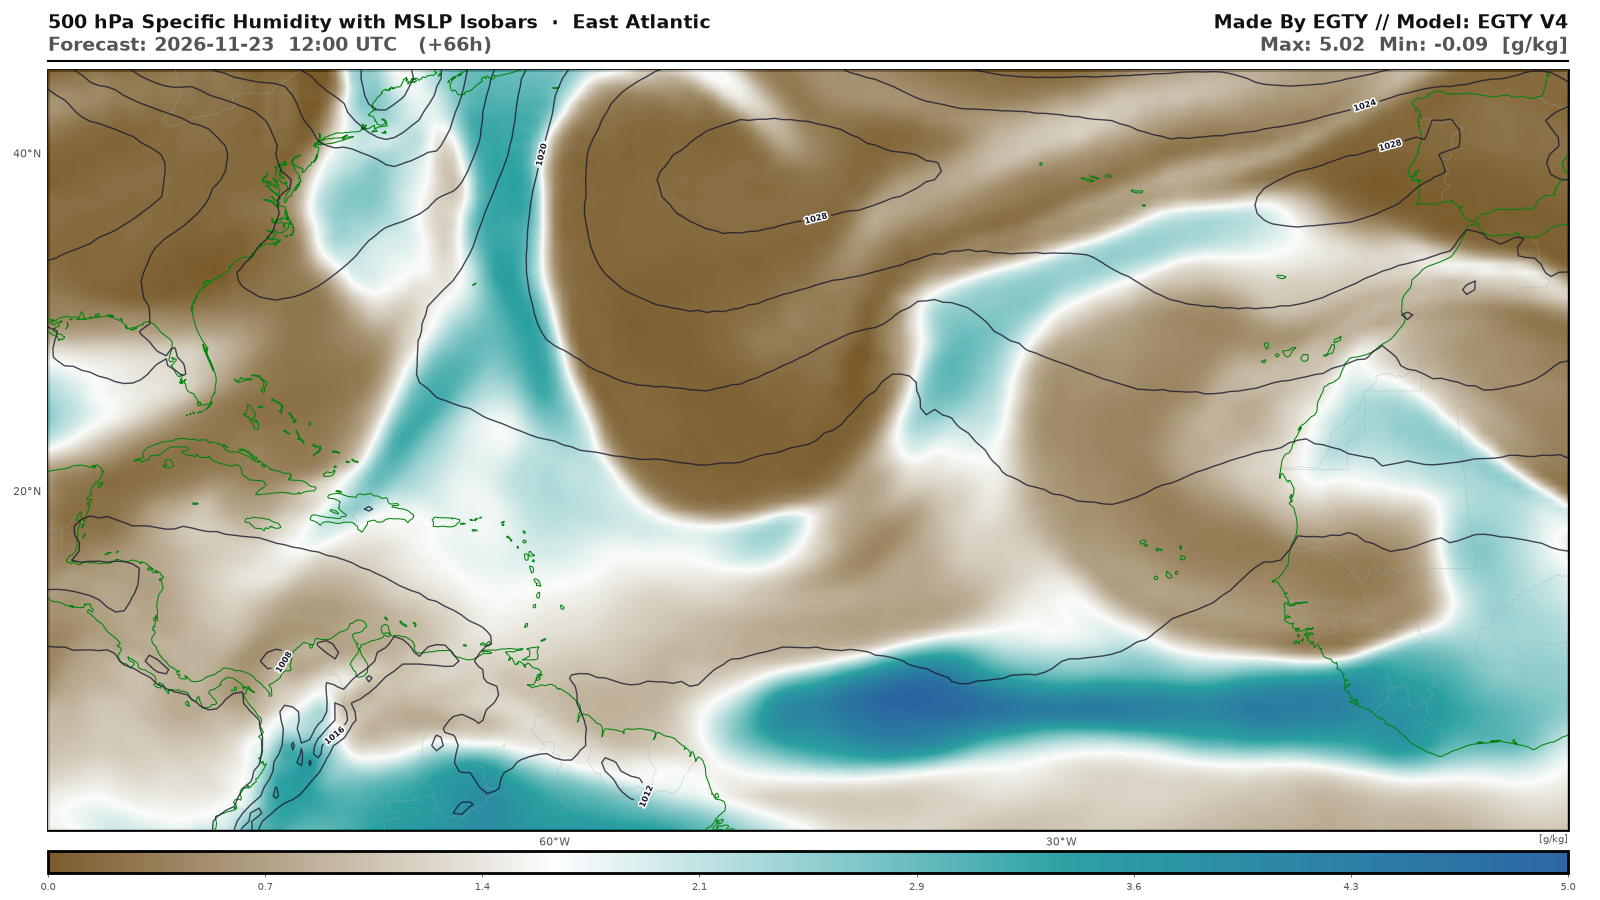 500 hPa Specific Humidity with MSLP Isobars · East Atlantic
Made By EGTY // Model: EGTY V4
Forecast: 2026-11-23 12:00 UTC (+66h)
Max: 5.02 Min: -0.09 [g/kg]
1024
1028
1020
40°N
1028
20°N
1008
1016
1012
60°W
30°W
[g/kg]
0.0
0.7
1.4
2.1
2.9
3.6
4.3
5.0